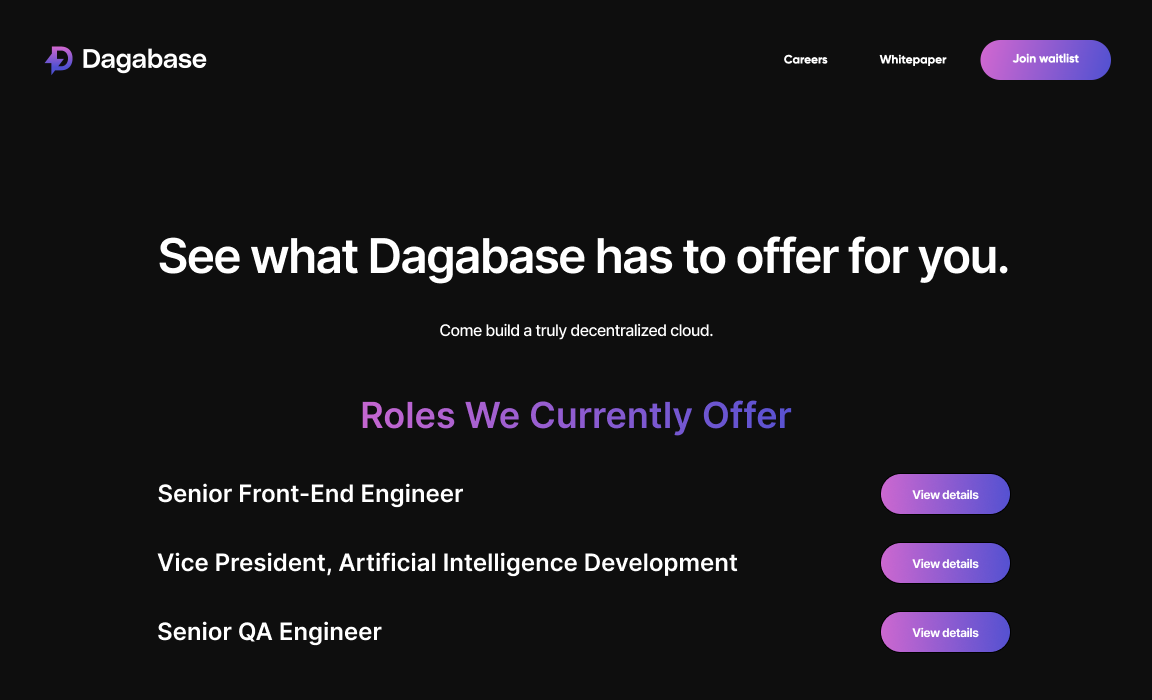 Dagabase
Careers
Whitepaper
Join waitlist
See what Dagabase has to offer for you.
Come build a truly decentralized cloud.
Roles We Currently Offer
Senior Front-End Engineer
View details
Vice President, Artificial Intelligence Development
View details
Senior QA Engineer
View details